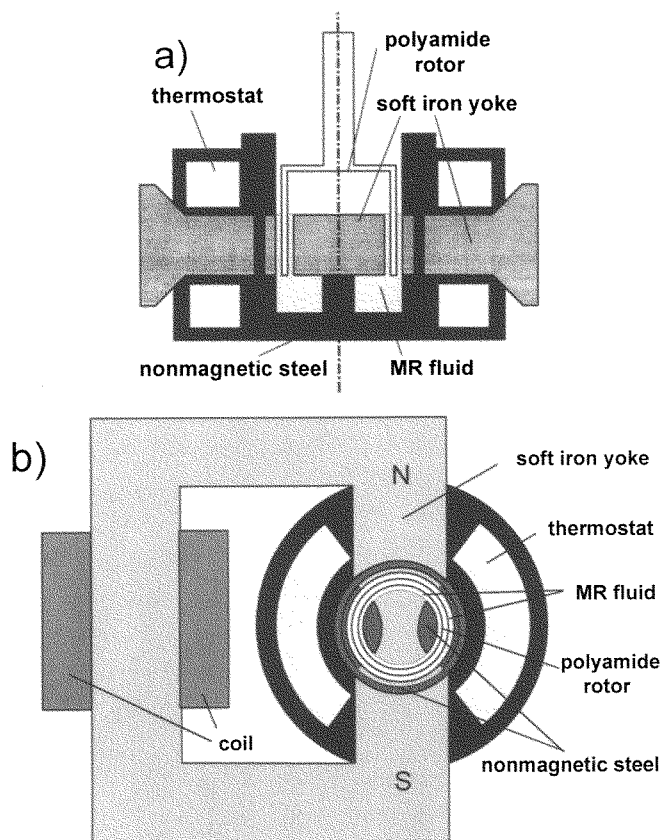 a)
polyamide
rotor
thermostat
soft iron yoke
nonmagnetic steel
MR fluid
b)
N
soft iron yoke
thermostat
MR fluid
polyamide
rotor
coil
nonmagnetic steel
S